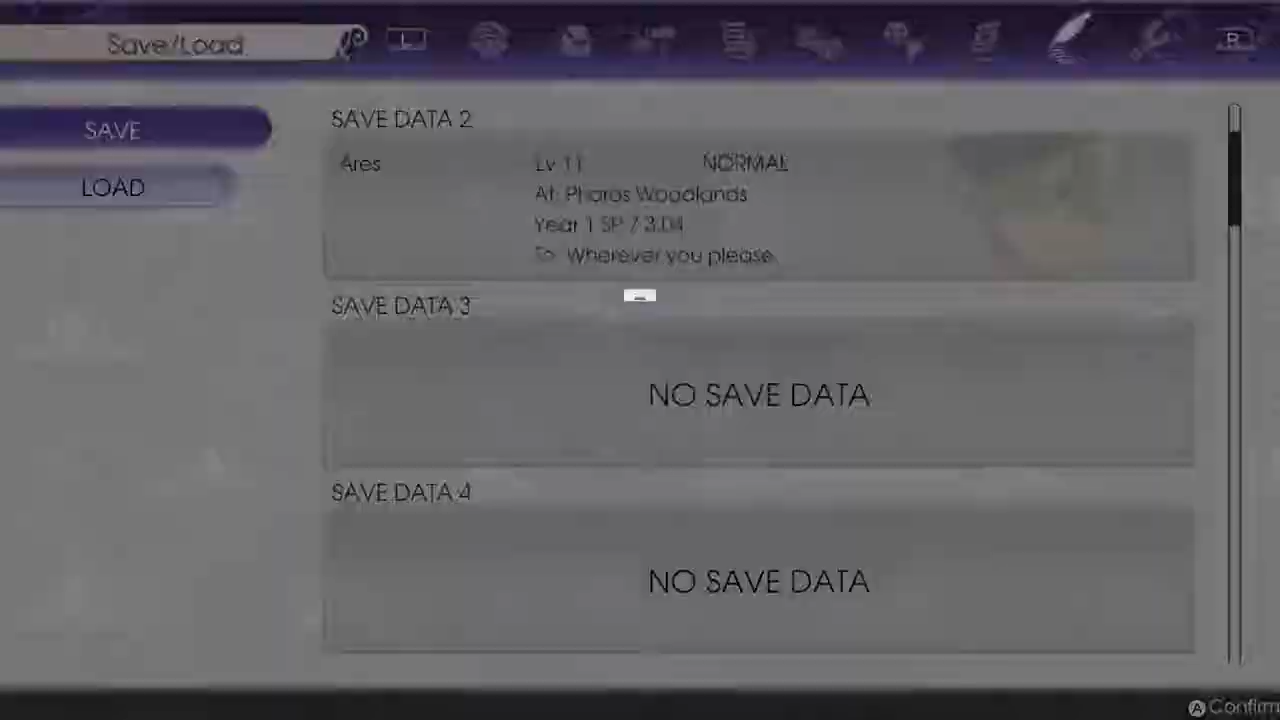 Save/Load
L
R
SAVE
LOAD
SAVE DATA 2
Ares
Lv 11
NORMAL
At: Pharos Woodlands
Year 1 SP 7 3:04
To: Wherever you please.
SAVE DATA 3
NO SAVE DATA
SAVE DATA 4
NO SAVE DATA
A Confirm